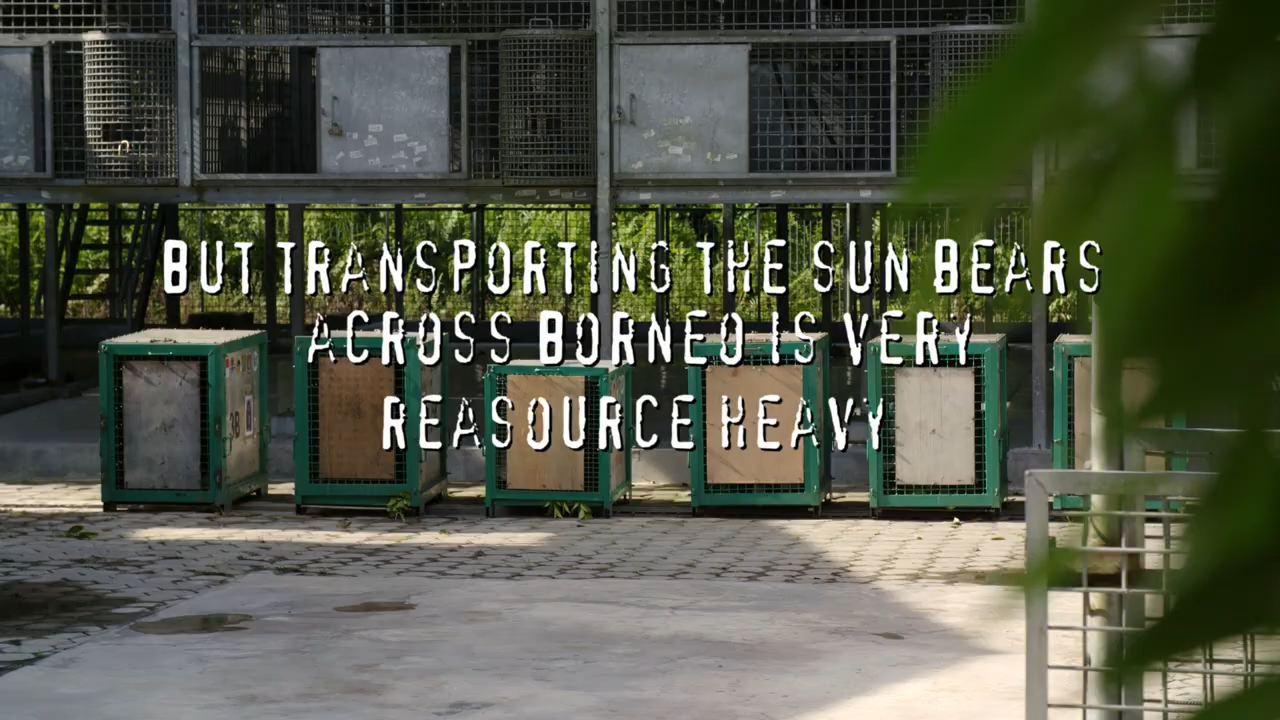 BUT TRANSPORTING THE SUN BEARS
ACROSS BORNEO IS VERY
REASOURCE HEAVY